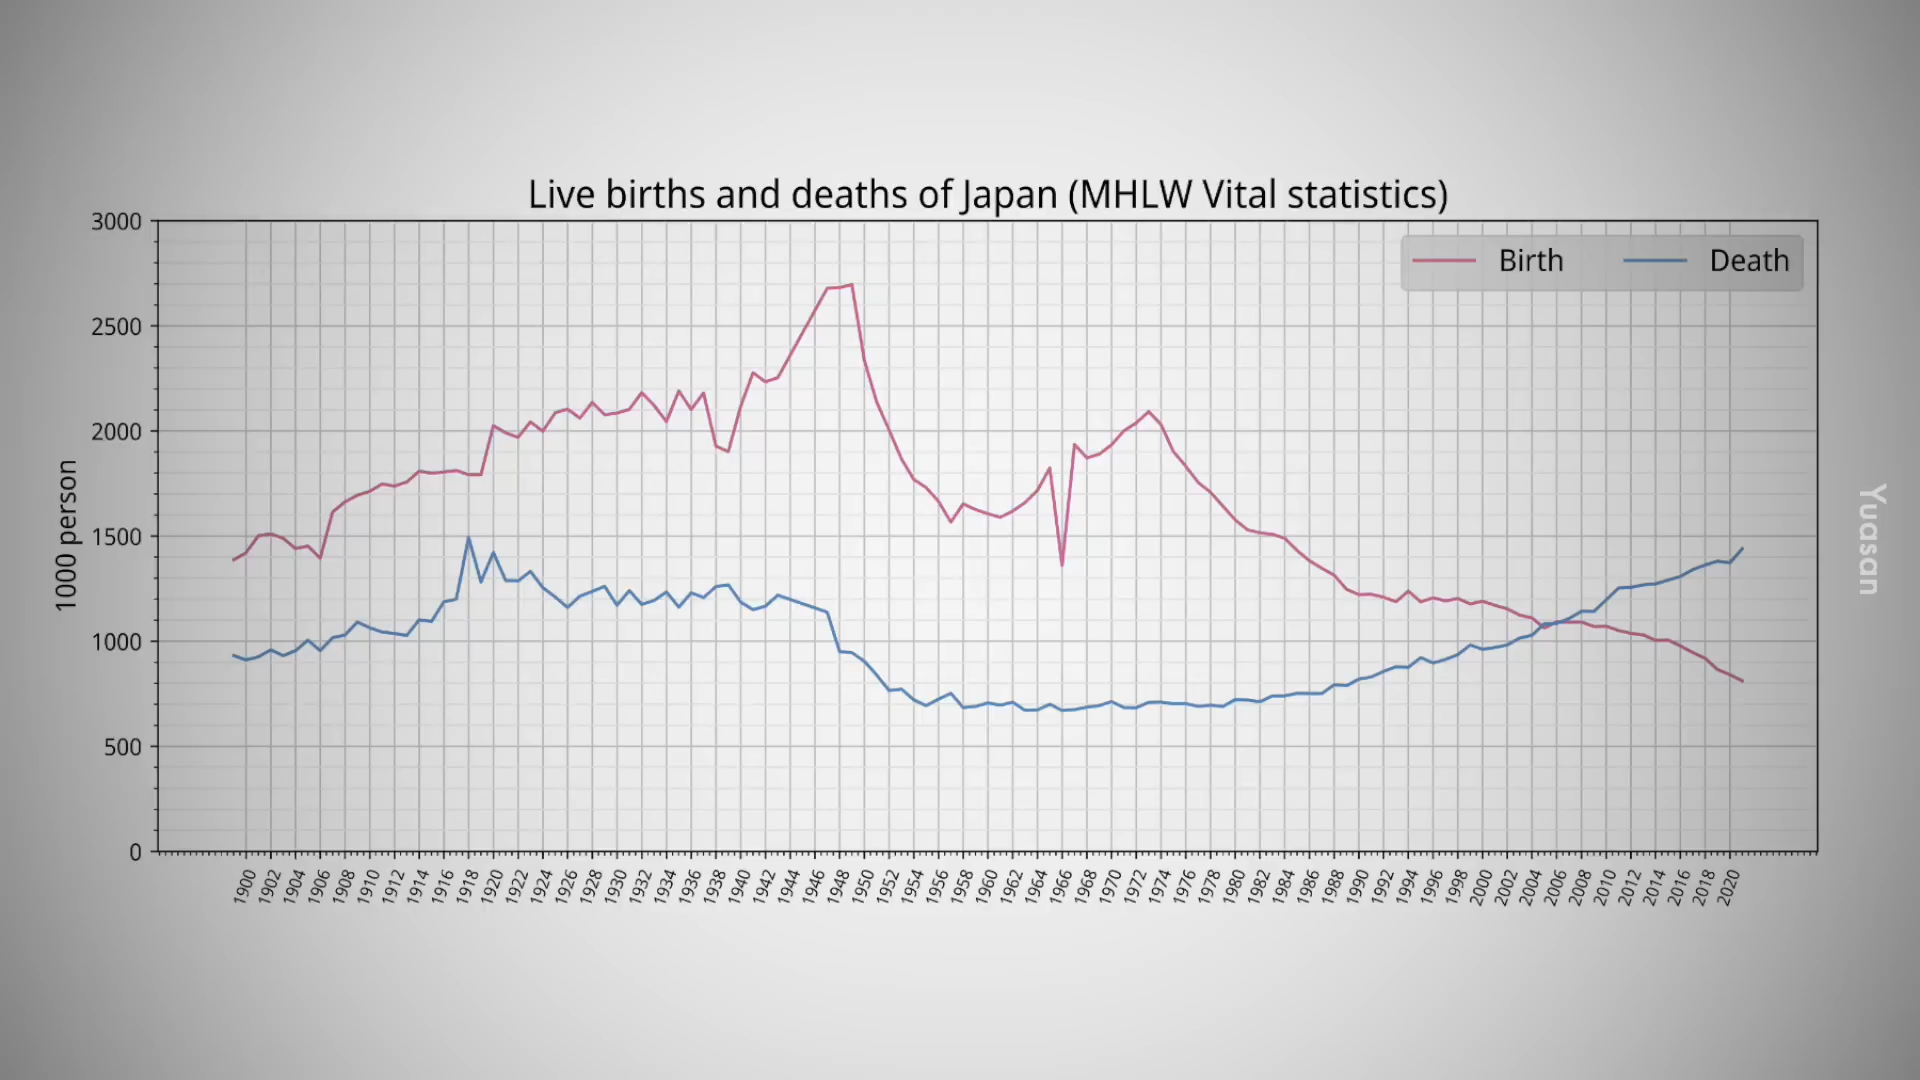 Live births and deaths of Japan (MHLW Vital statistics)
Birth Death
3000
2500
2000
1500
1000
500
0
1000 person
1900 1902 1904 1906 1908 1910 1912 1914 1916 1918 1920 1922 1924 1926 1928 1930 1932 1934 1936 1938 1940 1942 1944 1946 1948 1950 1952 1954 1956 1958 1960 1962 1964 1966 1968 1970 1972 1974 1976 1978 1980 1982 1984 1986 1988 1990 1992 1994 1996 1998 2000 2002 2004 2006 2008 2010 2012 2014 2016 2018 2020
Yuasan